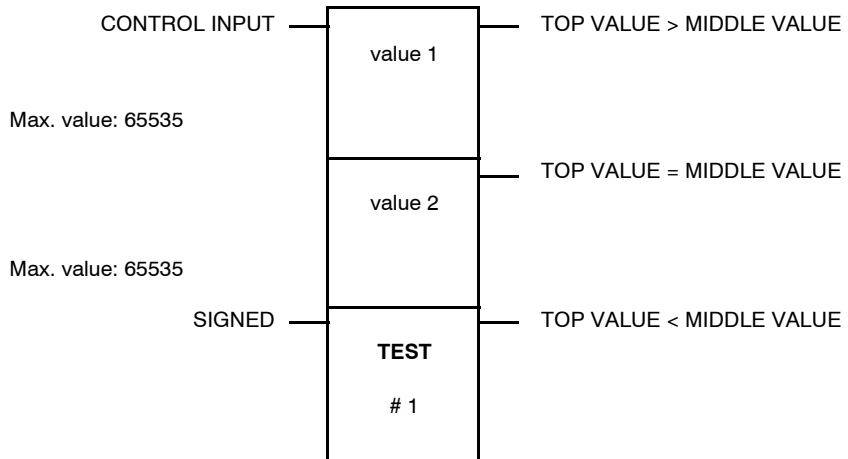 CONTROL INPUT
value 1
TOP VALUE > MIDDLE VALUE
Max. value: 65535
TOP VALUE = MIDDLE VALUE
value 2
Max. value: 65535
SIGNED
TOP VALUE < MIDDLE VALUE
TEST
# 1